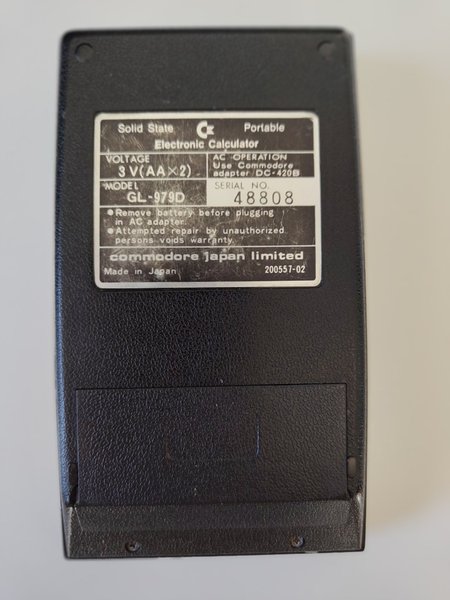 Solid State Portable
Electronic Calculator
VOLTAGE
3V(AA×2)
AC OPERATION
Use Commodore
adapter DC-420B
MODEL
GL-979D
SERIAL NO.
48808
●Remove battery before plugging
in AC adapter.
●Attempted repair by unauthorized
persons voids warranty.
commodore japan limited
Made in Japan 200557-02